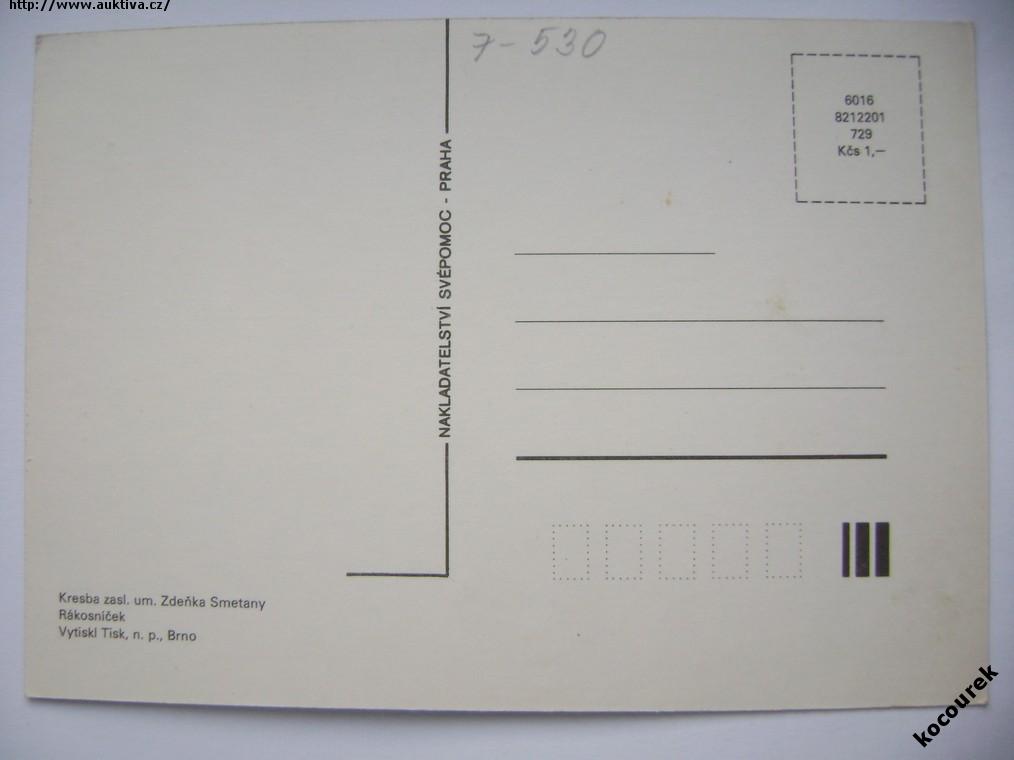 http://www.auktiva.cz/
7-530
6016
8212201
729
Kčs 1,—
NAKLADATELSTVÍ SVÉPOMOC - PRAHA
Kresba zasl. um. Zdeňka Smetany
Rákosníček
Vytiskl Tisk, n. p., Brno
kocourek